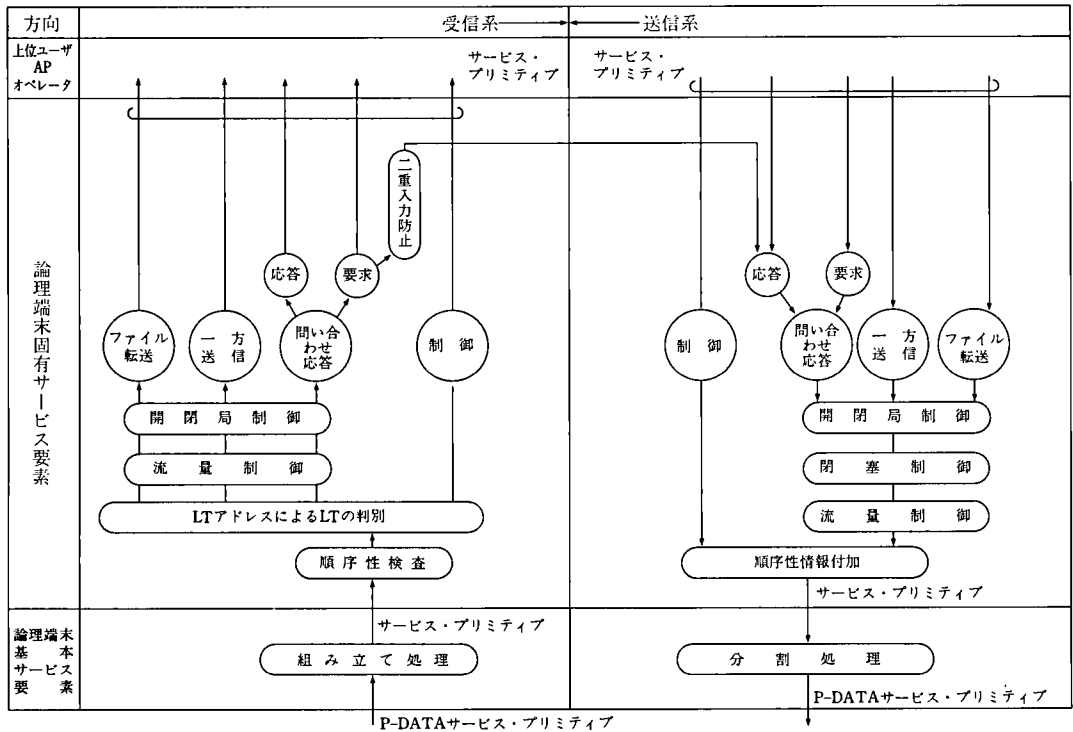 方向
受信系
送信系
上位ユーザ
AP
オペレータ
サービス・
プリミティブ
サービス・
プリミティブ
論理端末固有サービス要素
二重入力防止
応答
要求
ファイル
転送
一方
送信
問い合
わせ
応答
制御
開閉局制御
流量制御
LTアドレスによるLTの判別
順序性検査
応答
要求
制御
問い合
わせ
応答
一方
送信
ファイル
転送
開閉局制御
閉塞制御
流量制御
順序性情報付加
サービス・プリミティブ
論理端末
基本
サービス
要素
サービス・プリミティブ
組み立て処理
分割処理
P-DATAサービス・プリミティブ
P-DATAサービス・プリミティブ